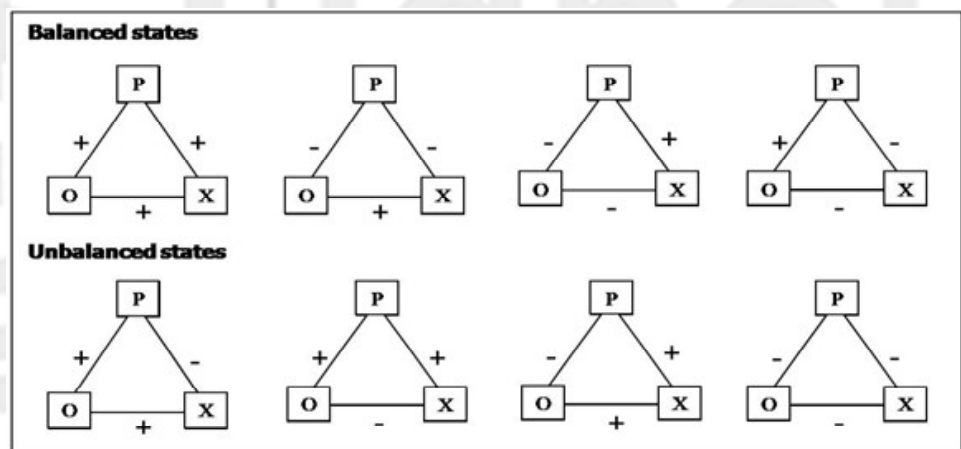 Balanced states
P P P P
+ + - - - + + -
O X O X O X O X
+ + - -
Unbalanced states
P P P P
+ - + + - + - -
O X O X O X O X
+ - + -